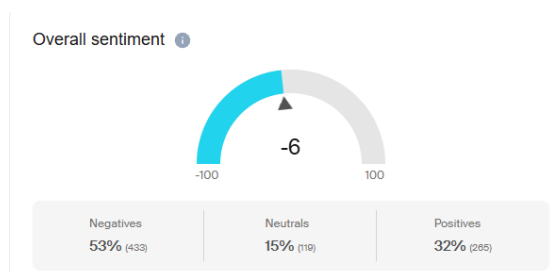 Overall sentiment i
-6
-100 100
Negatives Neutrals Positives
53% (433) 15% (119) 32% (265)